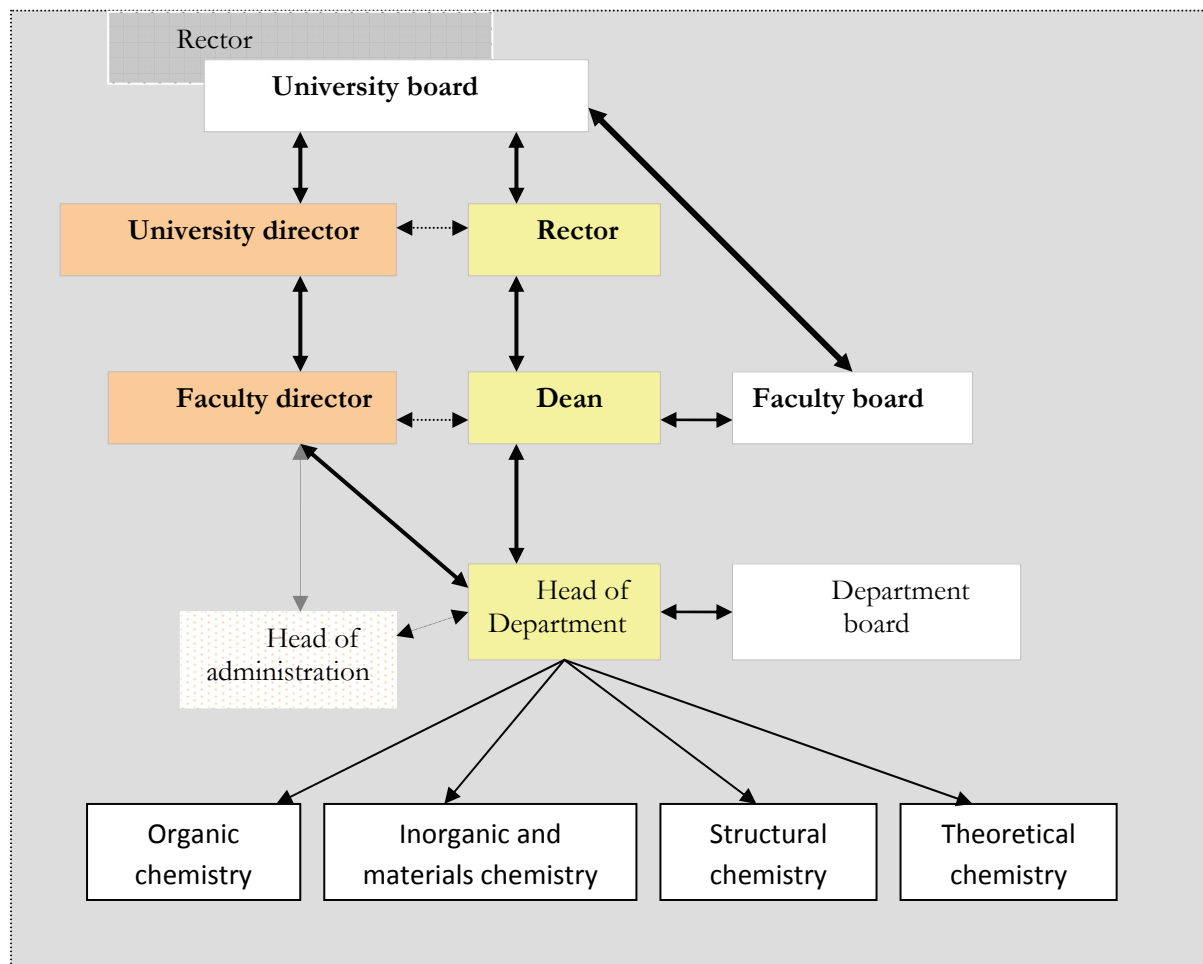 Rector
University board
University director
Rector
Faculty director
Dean
Faculty board
Head of
Department
Department
board
Head of
administration
Organic
chemistry
Inorganic and
materials chemistry
Structural
chemistry
Theoretical
chemistry